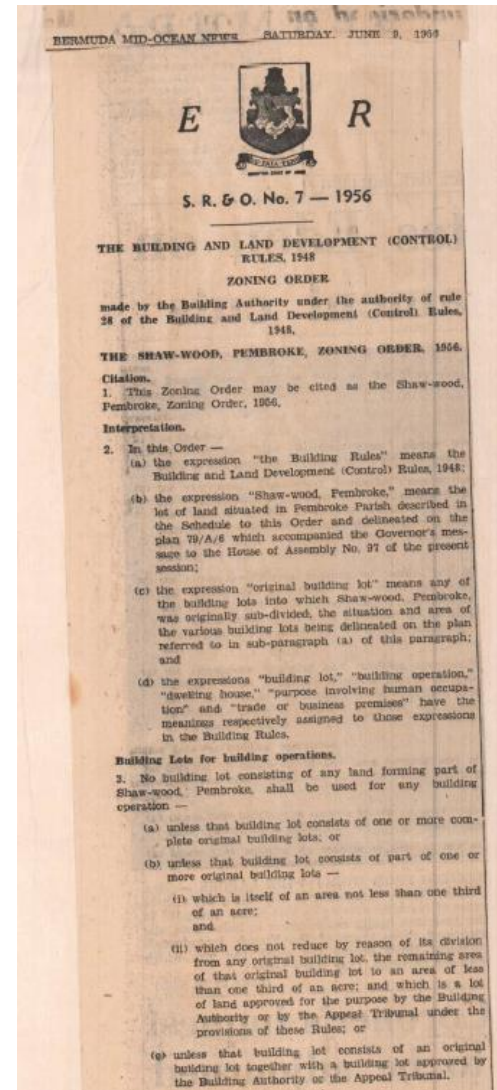 BERMUDA MID-OCEAN NEWS SATURDAY, JUNE 9, 1956
E R
S. R. & O. No. 7 — 1956
THE BUILDING AND LAND DEVELOPMENT (CONTROL)
RULES, 1948
ZONING ORDER
made by the Building Authority under the authority of rule
28 of the Building and Land Development (Control) Rules,
1948.
THE SHAW-WOOD, PEMBROKE, ZONING ORDER, 1956.
Citation.
1. This Zoning Order may be cited as the Shaw-wood,
Pembroke, Zoning Order, 1956.
Interpretation.
2. In this Order —
(a) the expression "the Building Rules" means the
Building and Land Development (Control) Rules, 1948;
(b) the expression "Shaw-wood, Pembroke," means the
lot of land situated in Pembroke Parish described in
the Schedule to this Order and delineated on the
plan 79/A/6 which accompanied the Governor's mes-
sage to the House of Assembly No. 97 of the present
session;
(c) the expression "original building lot" means any of
the building lots into which Shaw-wood, Pembroke,
was originally sub-divided, the situation and area of
the various building lots being delineated on the plan
referred to in sub-paragraph (a) of this paragraph;
and
(d) the expressions "building lot," "building operation,"
"dwelling house," "purpose involving human occupa-
tion" and "trade or business premises" have the
meanings respectively assigned to those expressions
in the Building Rules.
Building Lots for building operations.
3. No building lot consisting of any land forming part of
Shaw-wood, Pembroke, shall be used for any building
operation —
(a) unless that building lot consists of one or more com-
plete original building lots; or
(b) unless that building lot consists of part of one or
more original building lots —
(i) which is itself of an area not less than one third
of an acre;
and
(ii) which does not reduce by reason of its division
from any original building lot, the remaining area
of that original building lot to an area of less
than one third of an acre; and which is a lot
of land approved for the purpose by the Building
Authority or by the Appeal Tribunal under the
provisions of these Rules; or
(c) unless that building lot consists of an original
building lot together with a building lot approved by
the Building Authority or the Appeal Tribunal.